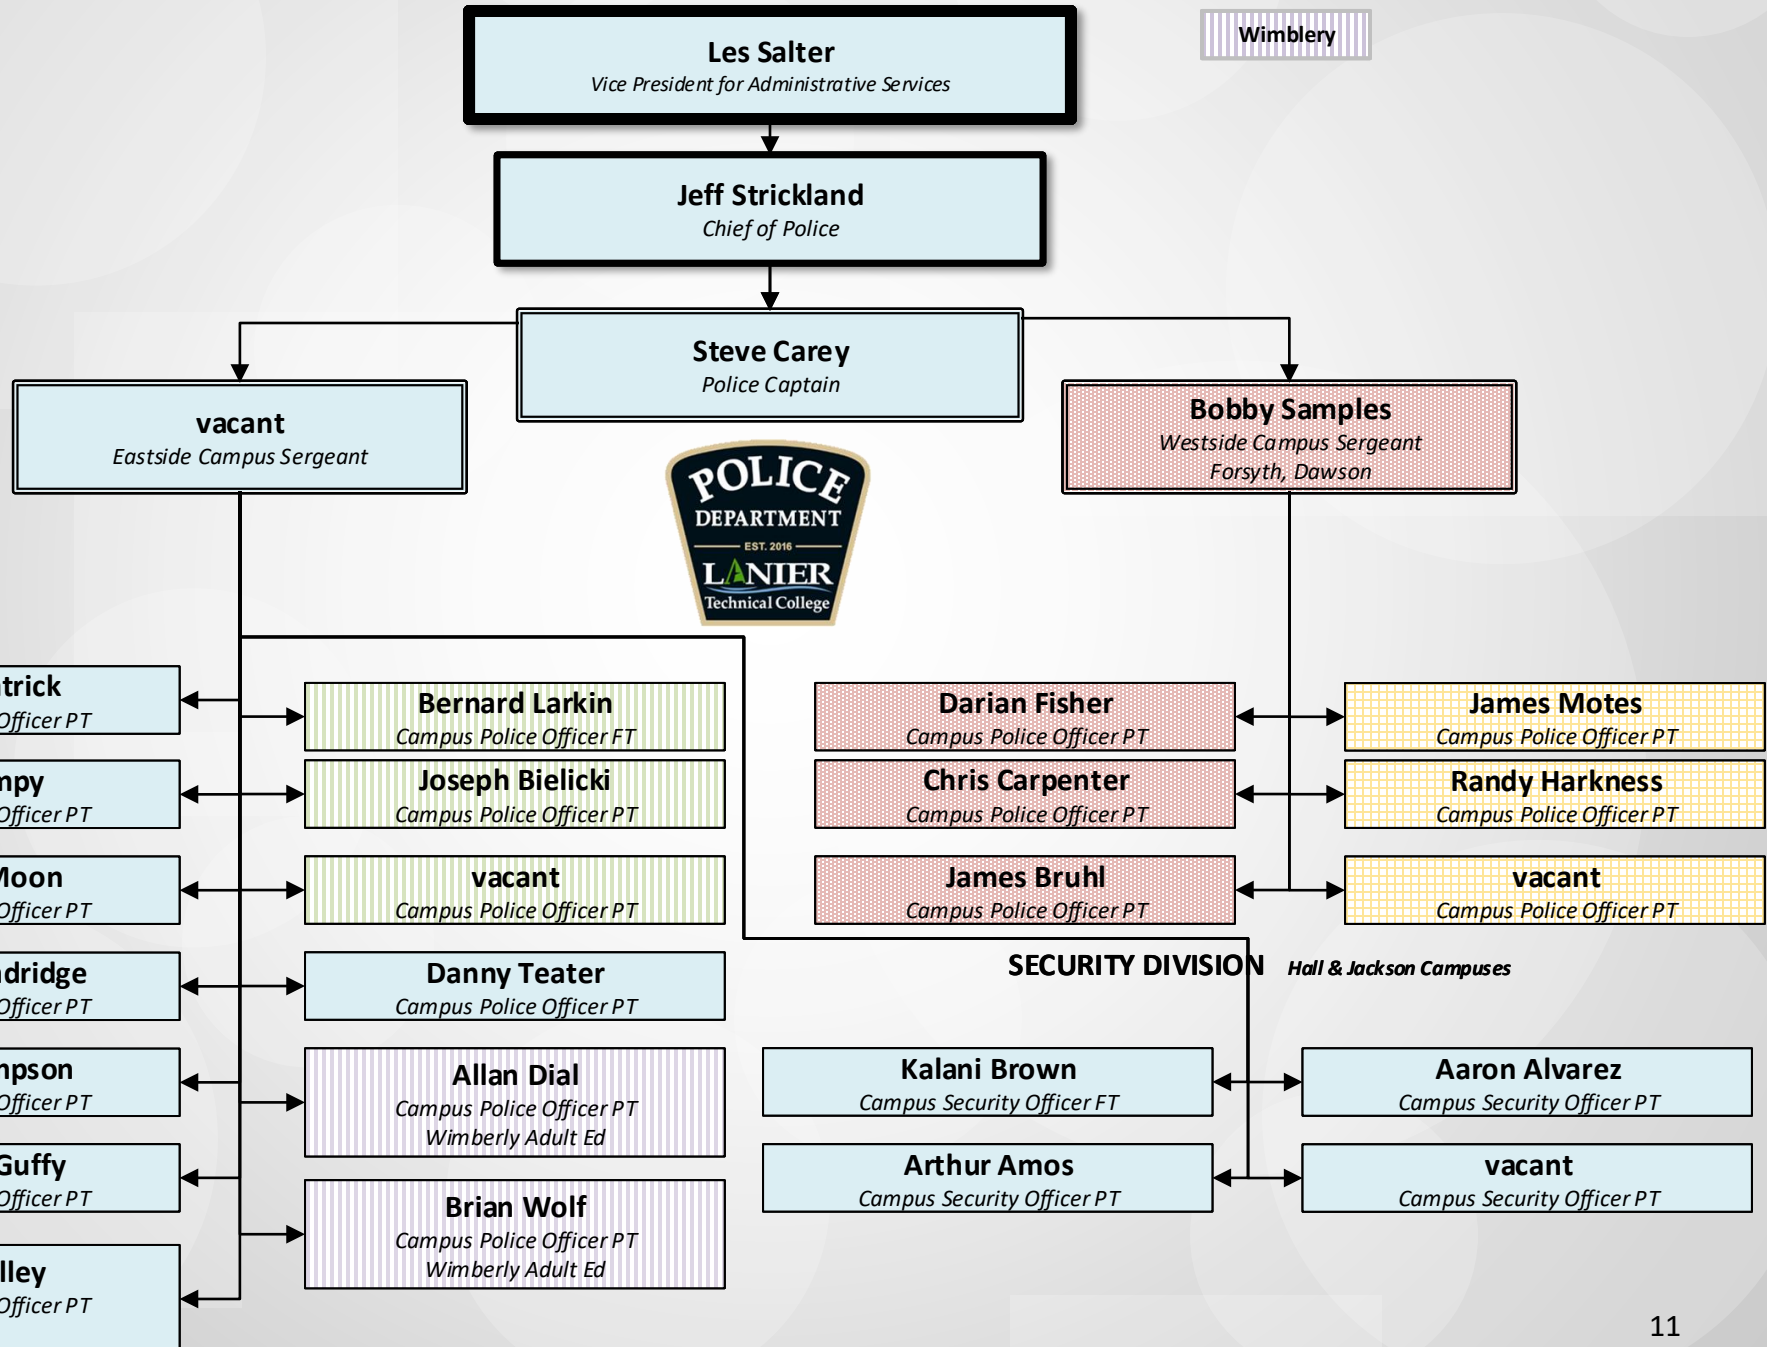 Wimblery
Les Salter
Vice President for Administrative Services
Jeff Strickland
Chief of Police
Steve Carey
Police Captain
vacant
Eastside Campus Sergeant
Bobby Samples
Westside Campus Sergeant
Forsyth, Dawson
POLICE
DEPARTMENT
EST. 2016
LANIER
Technical College
Officer PT
Officer PT
Moon
Officer PT
Officer PT
Officer PT
Guffy
Officer PT
Officer PT
Bernard Larkin
Campus Police Officer FT
Joseph Bielicki
Campus Police Officer PT
vacant
Campus Police Officer PT
Danny Teater
Campus Police Officer PT
Allan Dial
Campus Police Officer PT
Wimberly Adult Ed
Brian Wolf
Campus Police Officer PT
Wimberly Adult Ed
Darian Fisher
Campus Police Officer PT
Chris Carpenter
Campus Police Officer PT
James Bruhl
Campus Police Officer PT
James Motes
Campus Police Officer PT
Randy Harkness
Campus Police Officer PT
vacant
Campus Police Officer PT
SECURITY DIVISION Hall & Jackson Campuses
Kalani Brown
Campus Security Officer FT
Aaron Alvarez
Campus Security Officer PT
Arthur Amos
Campus Security Officer PT
vacant
Campus Security Officer PT
11